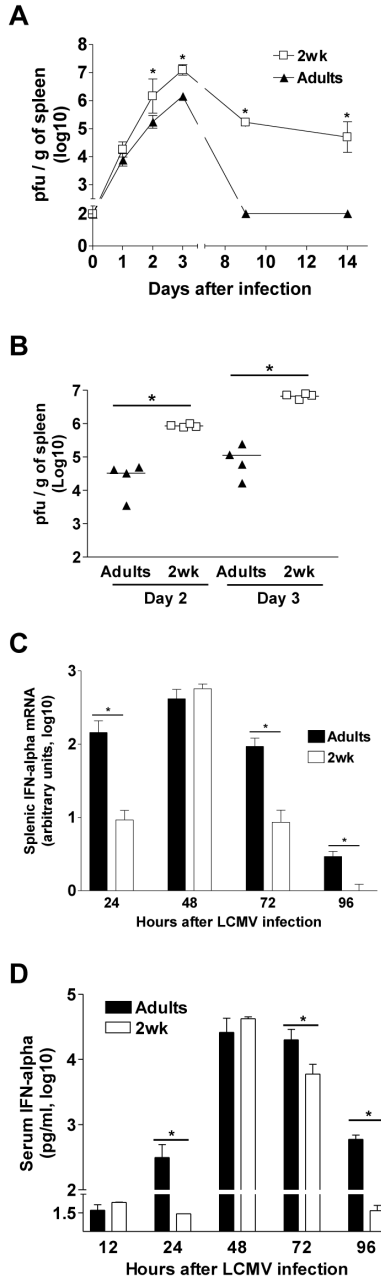 A
pfu / g of spleen
(log10)
8
7
6
5
4
2
0
* * * *
2wk
Adults
0 1 2 3 8 10 12 14
Days after infection
B
pfu / g of spleen
(Log10)
7
6
5
4
3
2
* *
Adults 2wk Adults 2wk
Day 2 Day 3
C
Splenic IFN-alpha mRNA
(arbitrary units, log10)
3
2
1
0
* * *
Adults
2wk
24 48 72 96
Hours after LCMV infection
D
Serum IFN-alpha
(pg/ml, log10)
5
4
3
2
1.5
* * *
Adults
2wk
12 24 48 72 96
Hours after LCMV infection